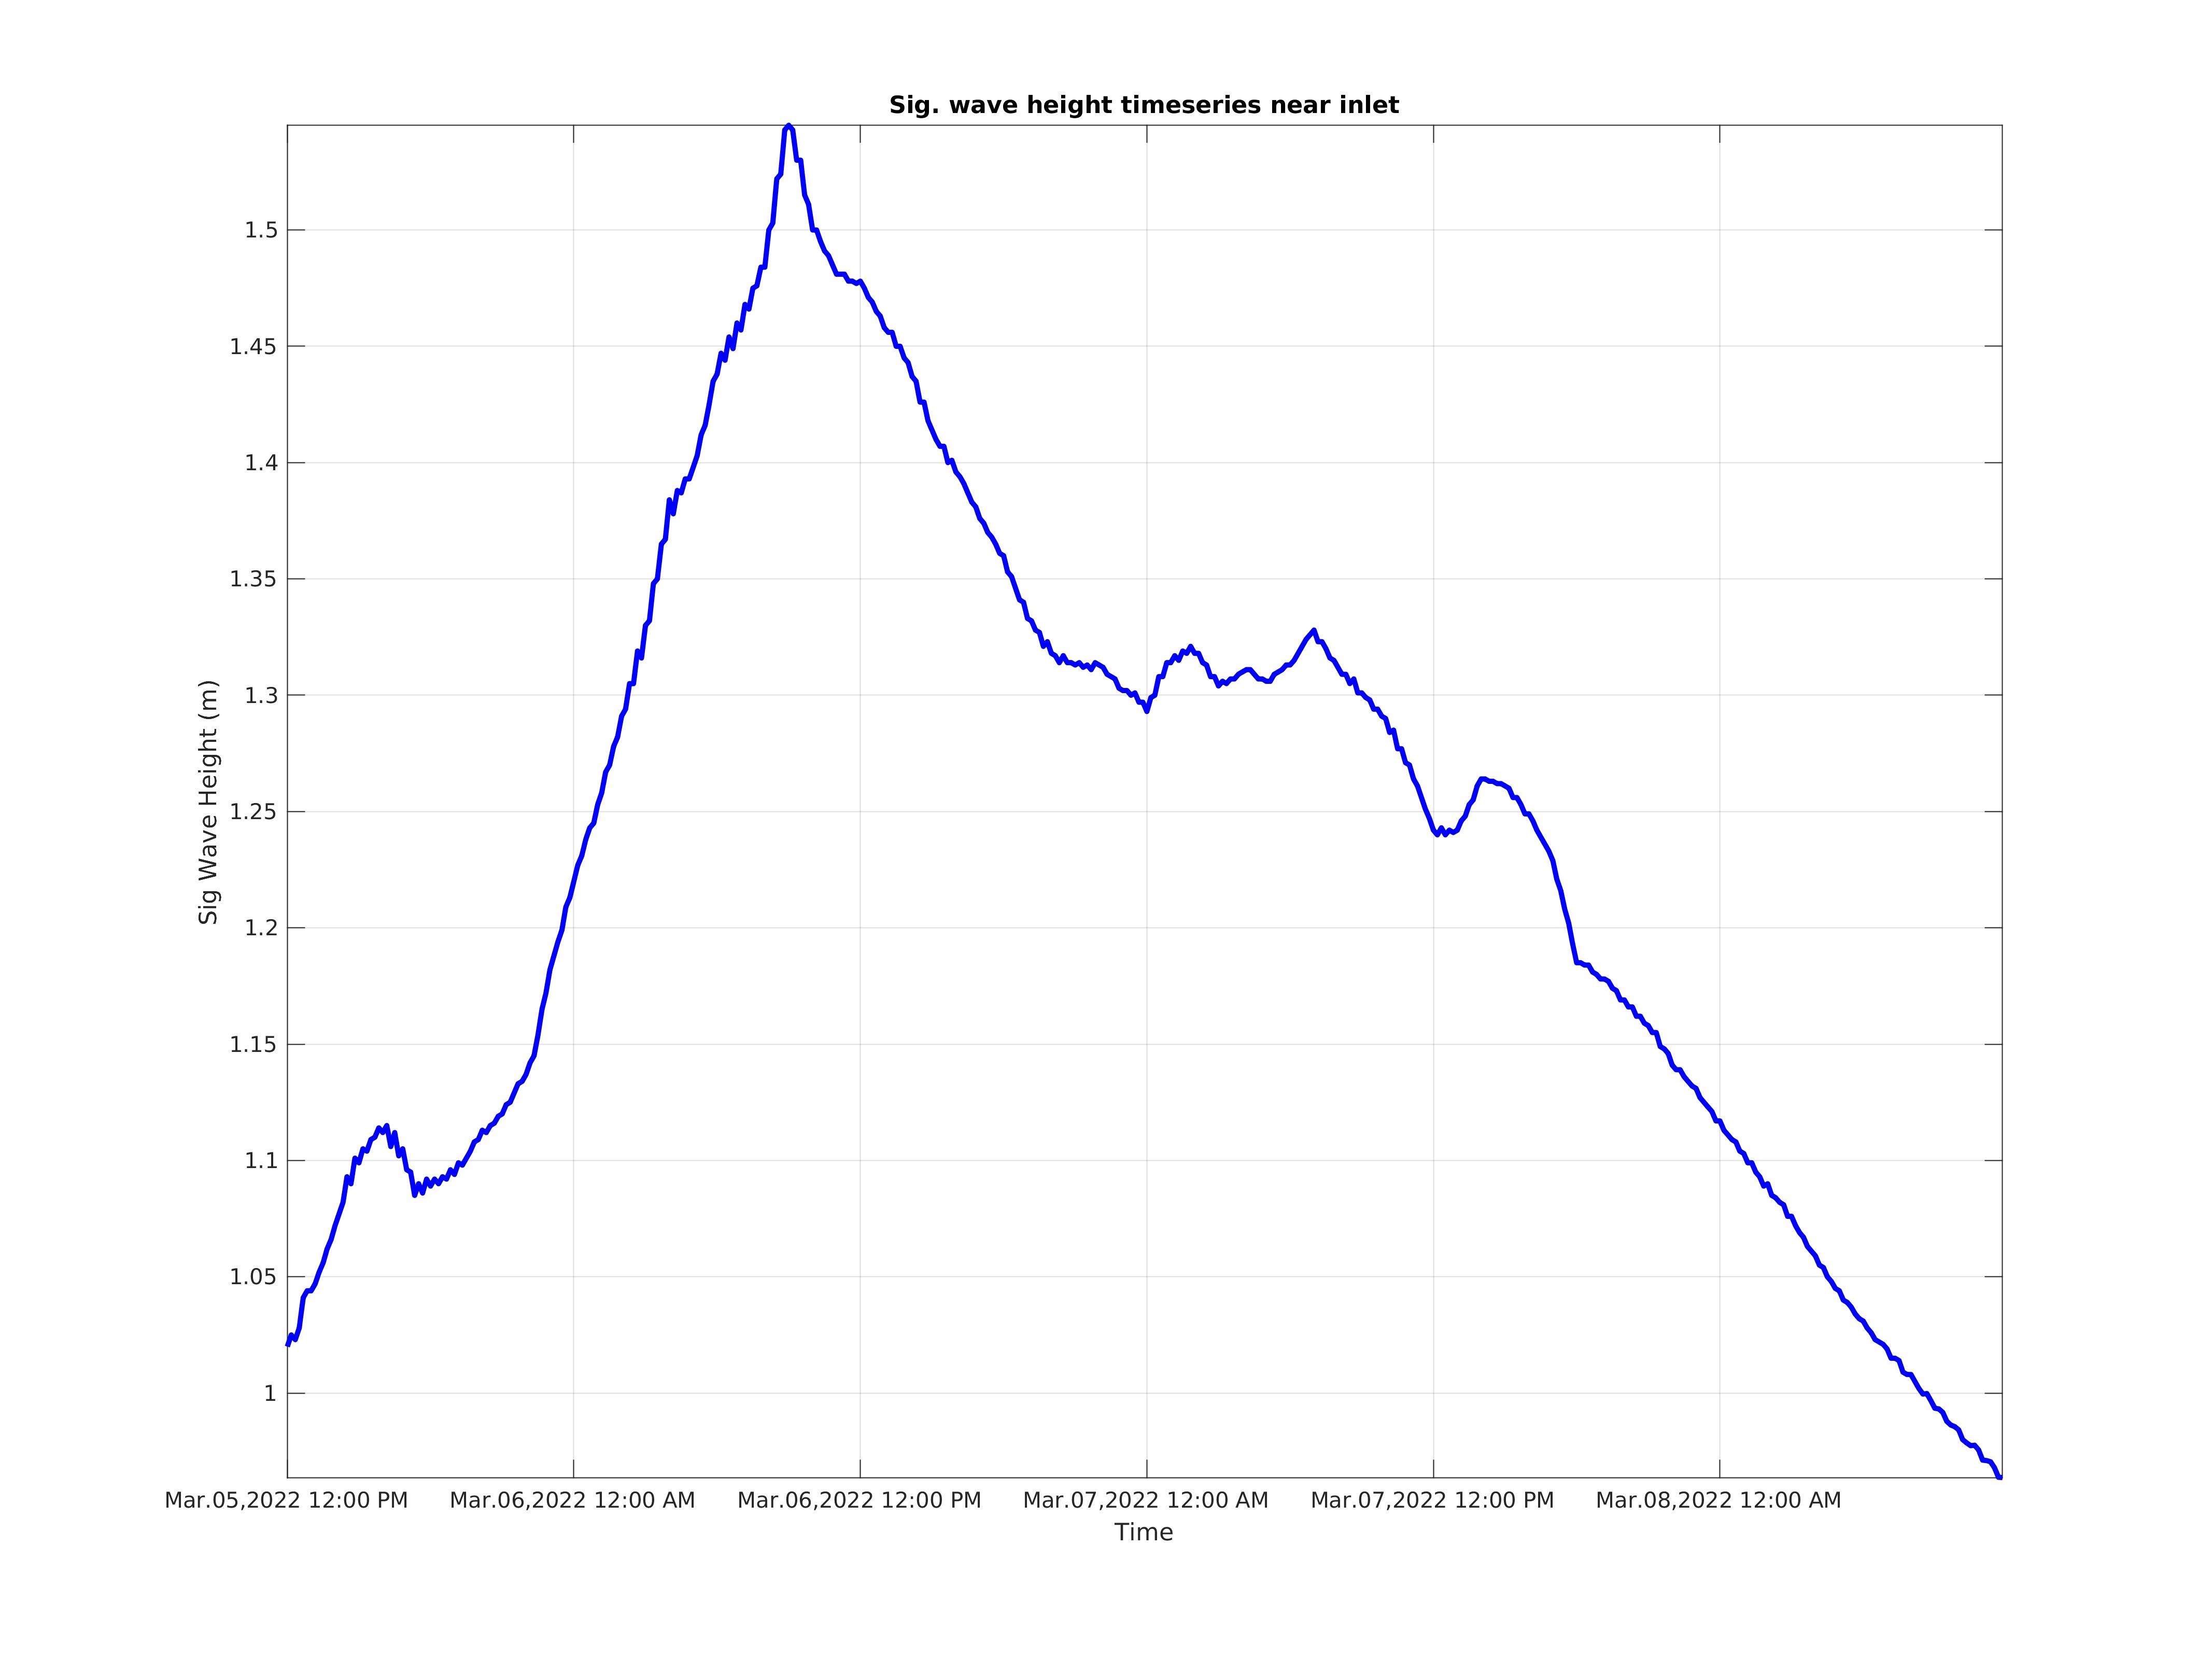 Sig. wave height timeseries near inlet
1.5
1.45
1.4
1.35
1.3
1.25
1.2
1.15
1.1
1.05
1
Sig Wave Height (m)
Mar.05,2022 12:00 PM Mar.06,2022 12:00 AM Mar.06,2022 12:00 PM Mar.07,2022 12:00 AM Mar.07,2022 12:00 PM Mar.08,2022 12:00 AM
Time